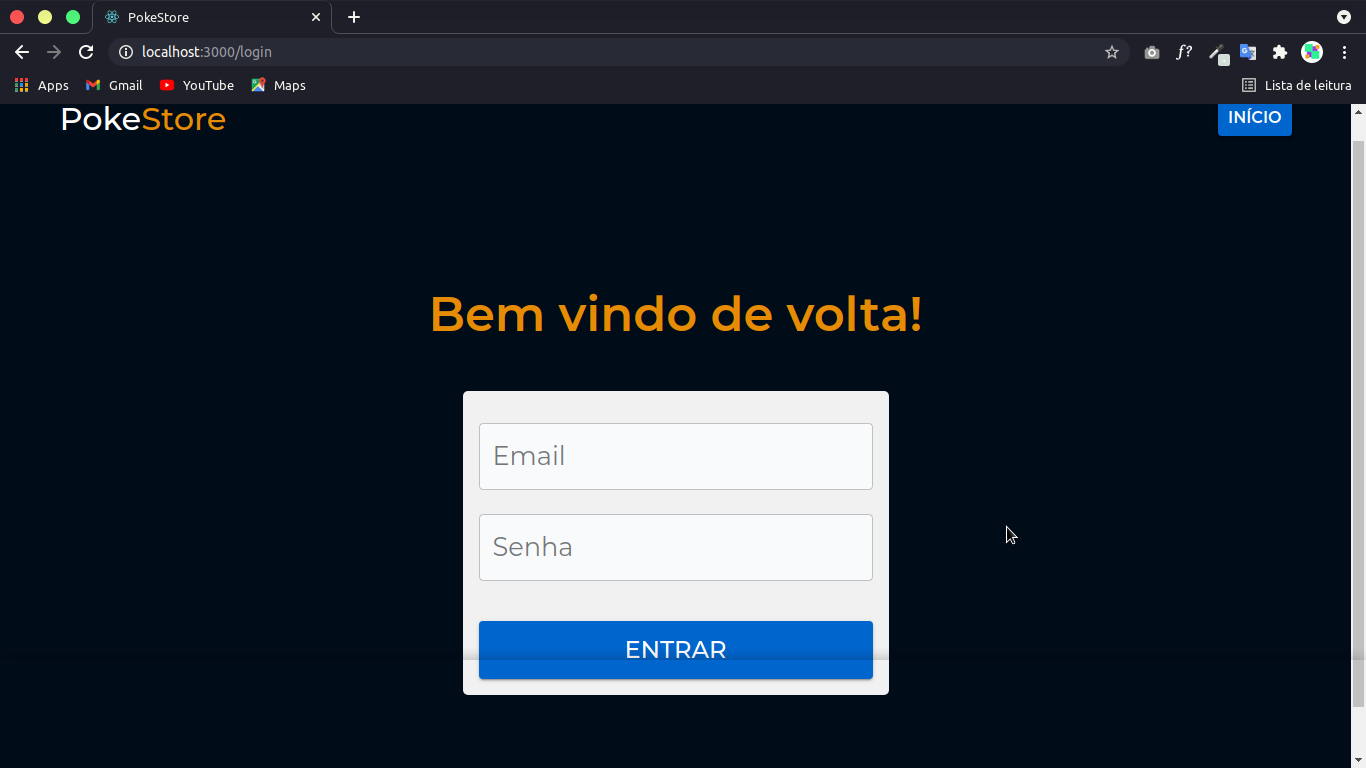 PokeStore
localhost:3000/login
f?
Apps Gmail YouTube Maps Lista de leitura
PokeStore INÍCIO
Bem vindo de volta!
Email
Senha
ENTRAR